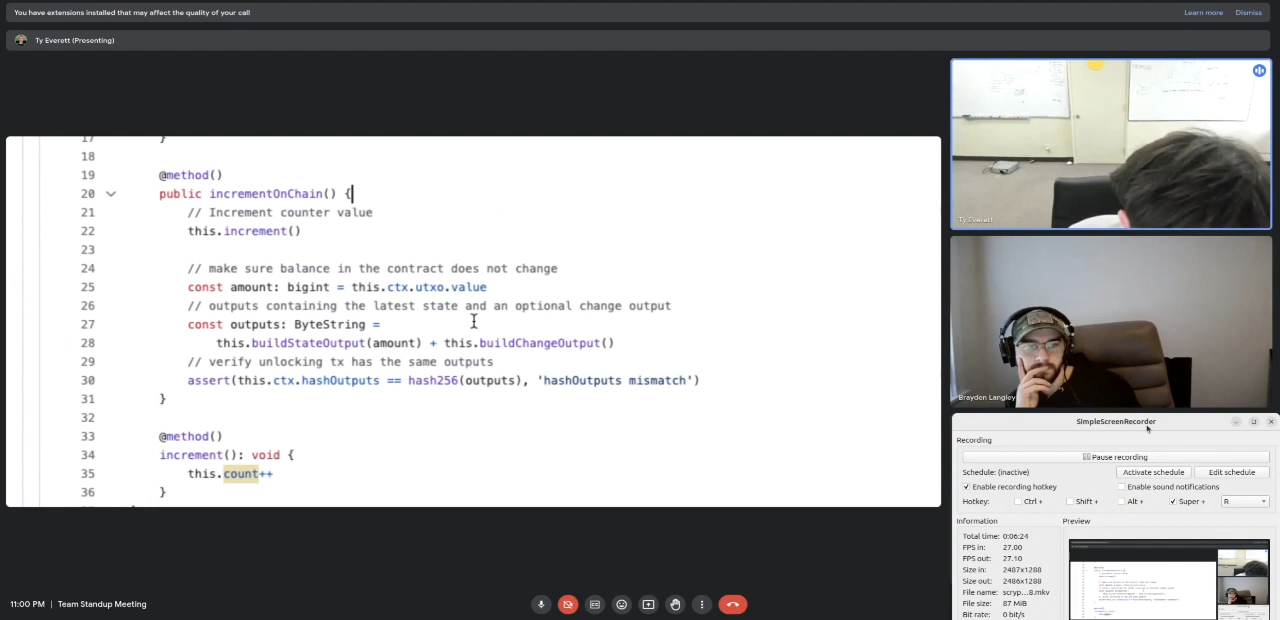 You have extensions installed that may affect the quality of your call
Learn more
Dismiss
Ty Everett (Presenting)
17 }
18
19 @method()
20 public incrementOnChain() {
21 // Increment counter value
22 this.increment()
23
24 // make sure balance in the contract does not change
25 const amount: bigint = this.ctx.utxo.value
26 // outputs containing the latest state and an optional change output
27 const outputs: ByteString =
28 this.buildStateOutput(amount) + this.buildChangeOutput()
29 // verify unlocking tx has the same outputs
30 assert(this.ctx.hashOutputs == hash256(outputs), 'hashOutputs mismatch')
31 }
32
33 @method()
34 increment(): void {
35 this.count++
36 }
Ty Everett
Brayden Langley
SimpleScreenRecorder
Recording
Pause recording
Schedule: (inactive)
Activate schedule
Edit schedule
Enable recording hotkey
Enable sound notifications
Hotkey:
Ctrl +
Shift +
Alt +
Super +
R
Information
Preview
Total time: 0:06:24
FPS in: 27.00
FPS out: 27.10
Size in: 2487x1288
Size out: 2486x1288
File name: scryp...8.mkv
File size: 87 MiB
Bit rate: 0 bit/s
11:00 PM | Team Standup Meeting